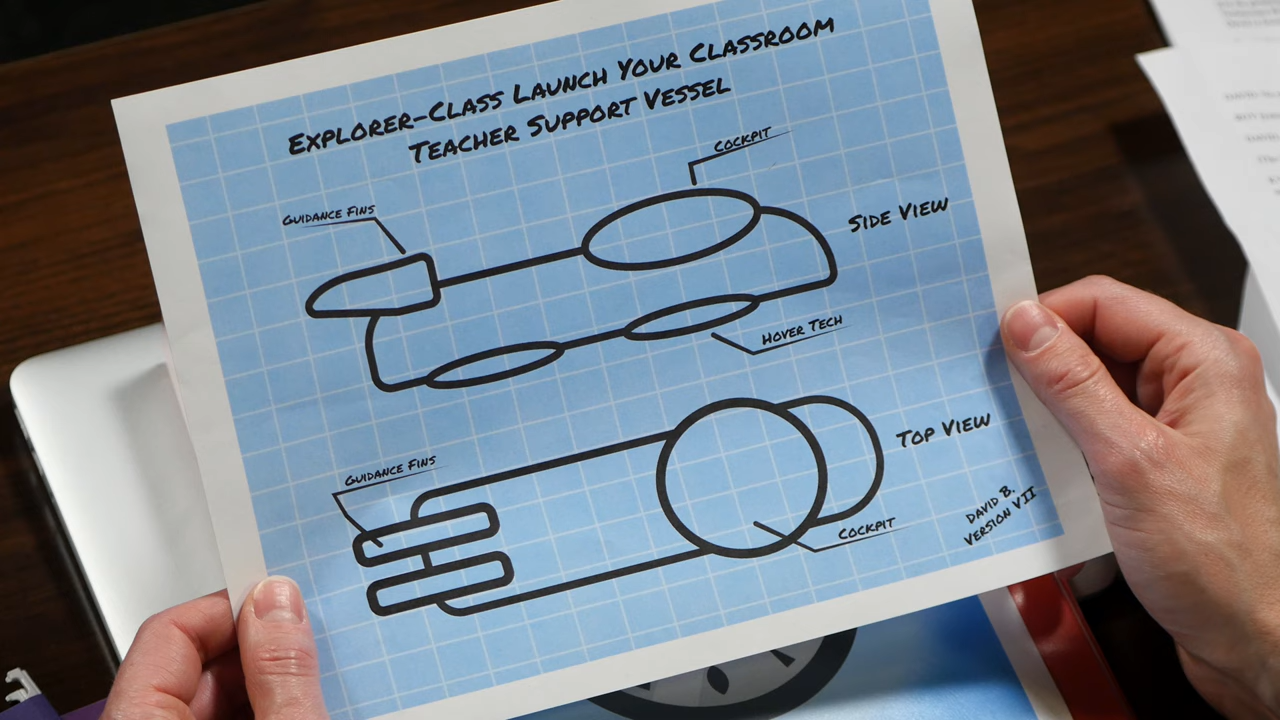 Explorer-Class Launch Your Classroom
Teacher Support Vessel
Cockpit
Guidance Fins
Side View
Hover Tech
Top View
Guidance Fins
Cockpit
David B.
Version VII